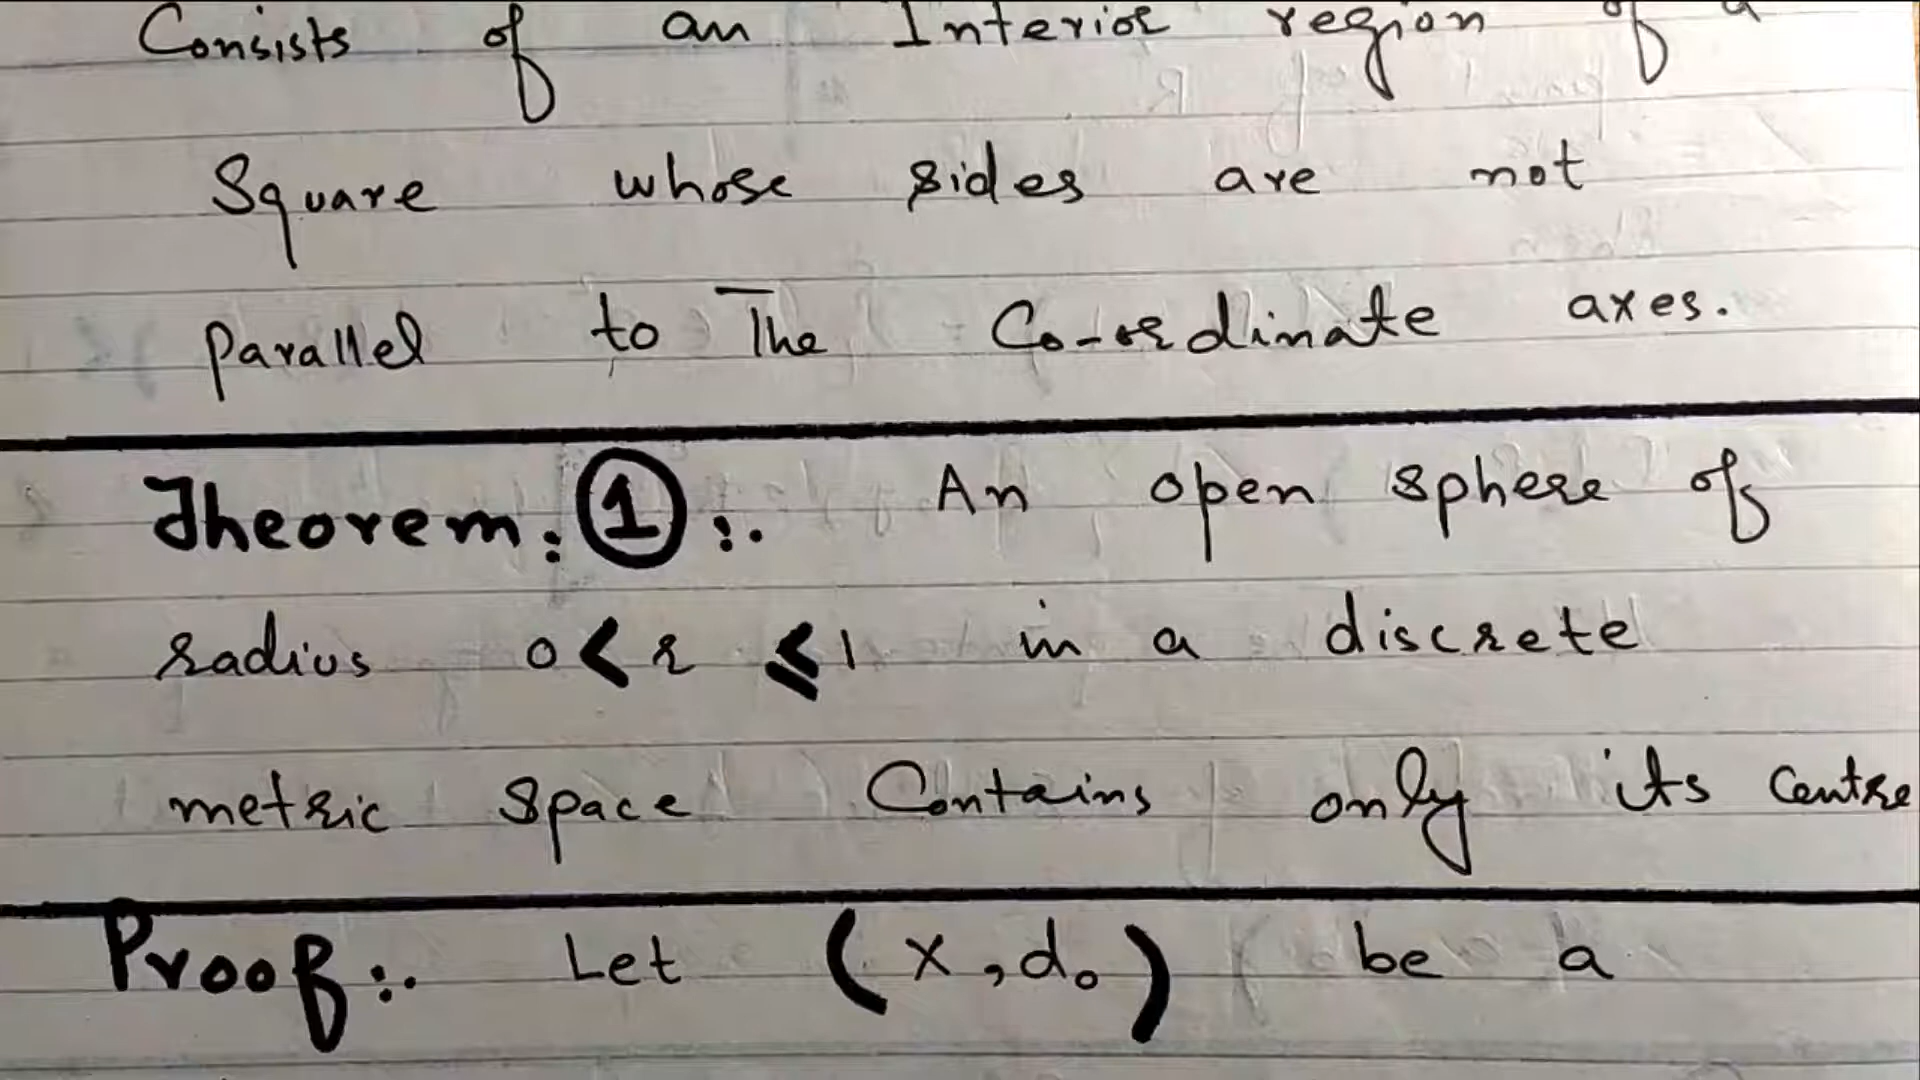 Consists of an Interior region of a
Square whose sides are not
parallel to The Co-ordinate axes.
Theorem: 1 :. An open sphere of
radius 0 < r ≤ 1 in a discrete
metric space Contains only its Centre
Proof:. Let (X, d₀) be a